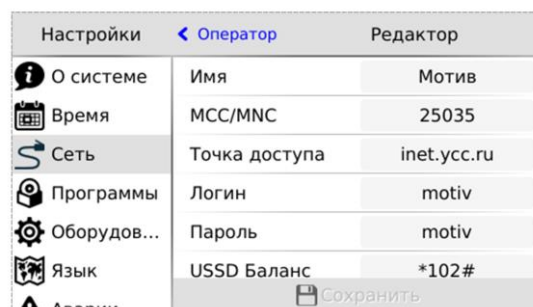 Настройки
Оператор
Редактор
О системе
Имя
Мотив
Время
MCC/MNC
25035
Сеть
Точка доступа
inet.ycc.ru
Программы
Логин
motiv
Оборудов...
Пароль
motiv
Язык
USSD Баланс
*102#
Сохранить